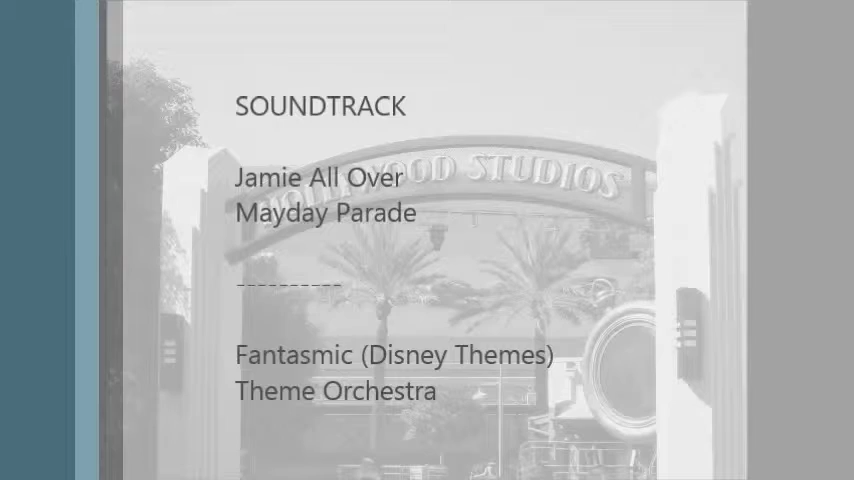 SOUNDTRACK
HOLLYWOOD STUDIOS
Jamie All Over
Mayday Parade
----------
Fantasmic (Disney Themes)
Theme Orchestra